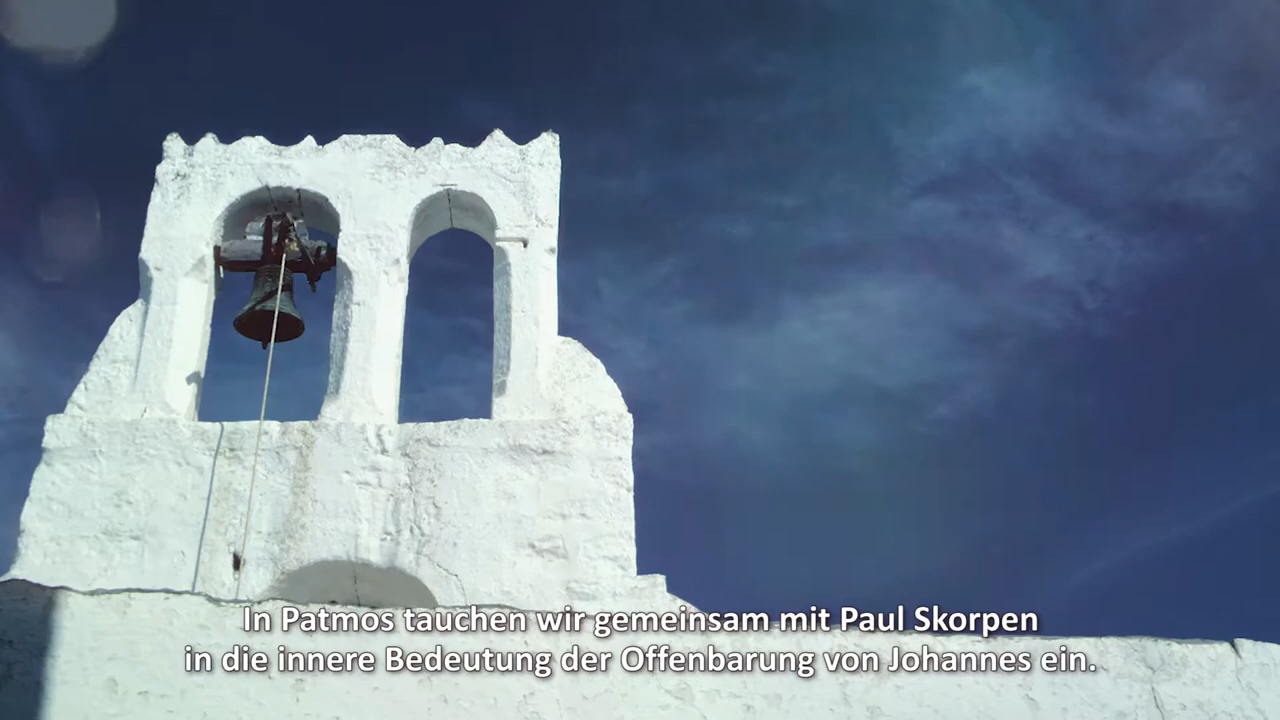 In Patmos tauchen wir gemeinsam mit Paul Skorpen
in die innere Bedeutung der Offenbarung von Johannes ein.